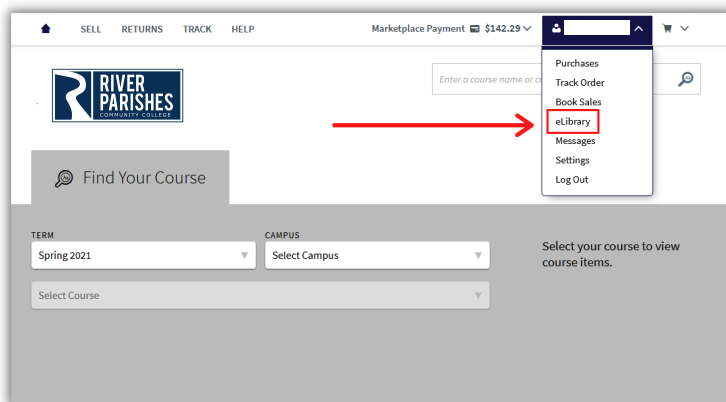 SELL RETURNS TRACK HELP Marketplace Payment $142.29
RIVER
PARISHES
COMMUNITY COLLEGE
Enter a course name or co
Purchases
Track Order
Book Sales
eLibrary
Messages
Settings
Log Out
Find Your Course
TERM CAMPUS
Spring 2021 Select Campus
Select Course
Select your course to view
course items.